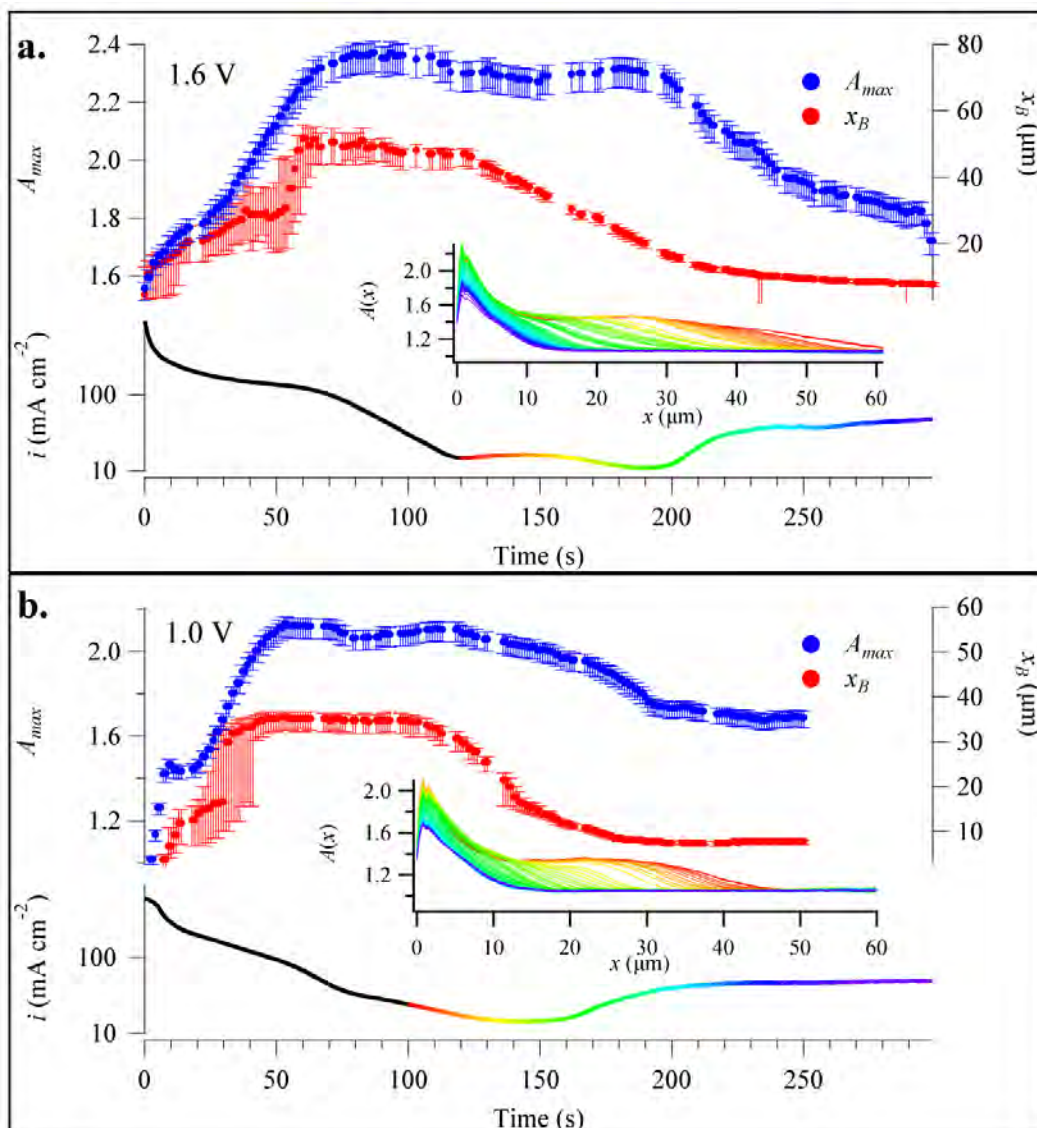 a.
1.6 V
2.4
2.2
2.0
1.8
1.6
A_max
80
60
40
20
x_B (μm)
A_max
x_B
A(x)
2.0
1.6
1.2
0 10 20 30 40 50 60
x (μm)
i (mA cm⁻²)
100
10
0 50 100 150 200 250
Time (s)
b.
1.0 V
2.0
1.6
1.2
A_max
60
50
40
30
20
10
x_B (μm)
A_max
x_B
A(x)
2.0
1.6
1.2
0 10 20 30 40 50 60
x (μm)
i (mA cm⁻²)
100
10
0 50 100 150 200 250
Time (s)